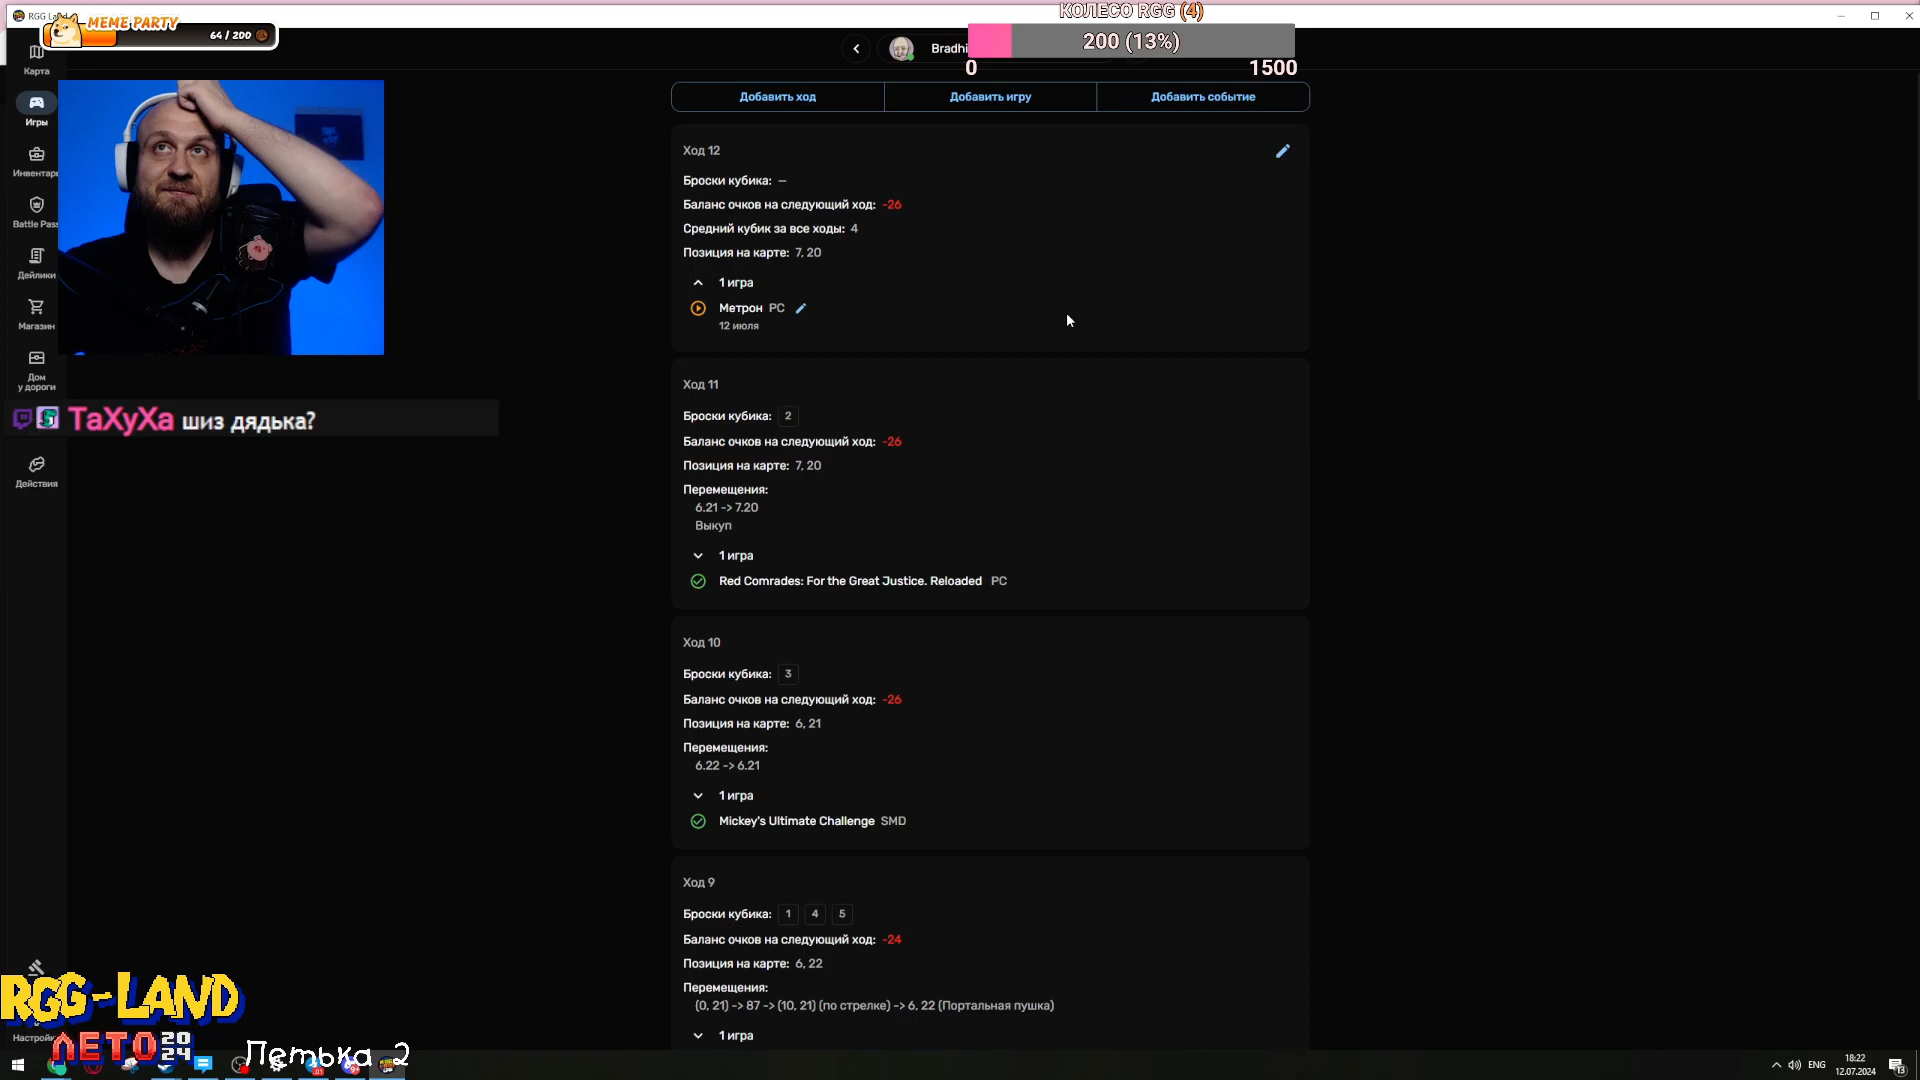 RGG Land
MEME PARTY
64 / 200
КОЛЕСО RGG (4)
200 (13%)
0
1500
Bradhi
Карта
Игры
Инвентарь
Battle Pass
Дейлики
Магазин
Дом
у дороги
Действия
Настройки
TaXyXa шиз дядька?
Добавить ход
Добавить игру
Добавить событие
Ход 12
Броски кубика: —
Баланс очков на следующий ход: -26
Средний кубик за все ходы: 4
Позиция на карте: 7, 20
1 игра
Метрон PC
12 июля
Ход 11
Броски кубика: 2
Баланс очков на следующий ход: -26
Позиция на карте: 7, 20
Перемещения:
6.21 -> 7.20
Выкуп
1 игра
Red Comrades: For the Great Justice. Reloaded PC
Ход 10
Броски кубика: 3
Баланс очков на следующий ход: -26
Позиция на карте: 6, 21
Перемещения:
6.22 -> 6.21
1 игра
Mickey's Ultimate Challenge SMD
Ход 9
Броски кубика: 1 4 5
Баланс очков на следующий ход: -24
Позиция на карте: 6, 22
Перемещения:
(0, 21) -> 87 -> (10, 21) (по стрелке) -> 6, 22 (Портальная пушка)
1 игра
RGG-LAND
ЛЕТО 2024
Петька 2
ENG
18:22
12.07.2024